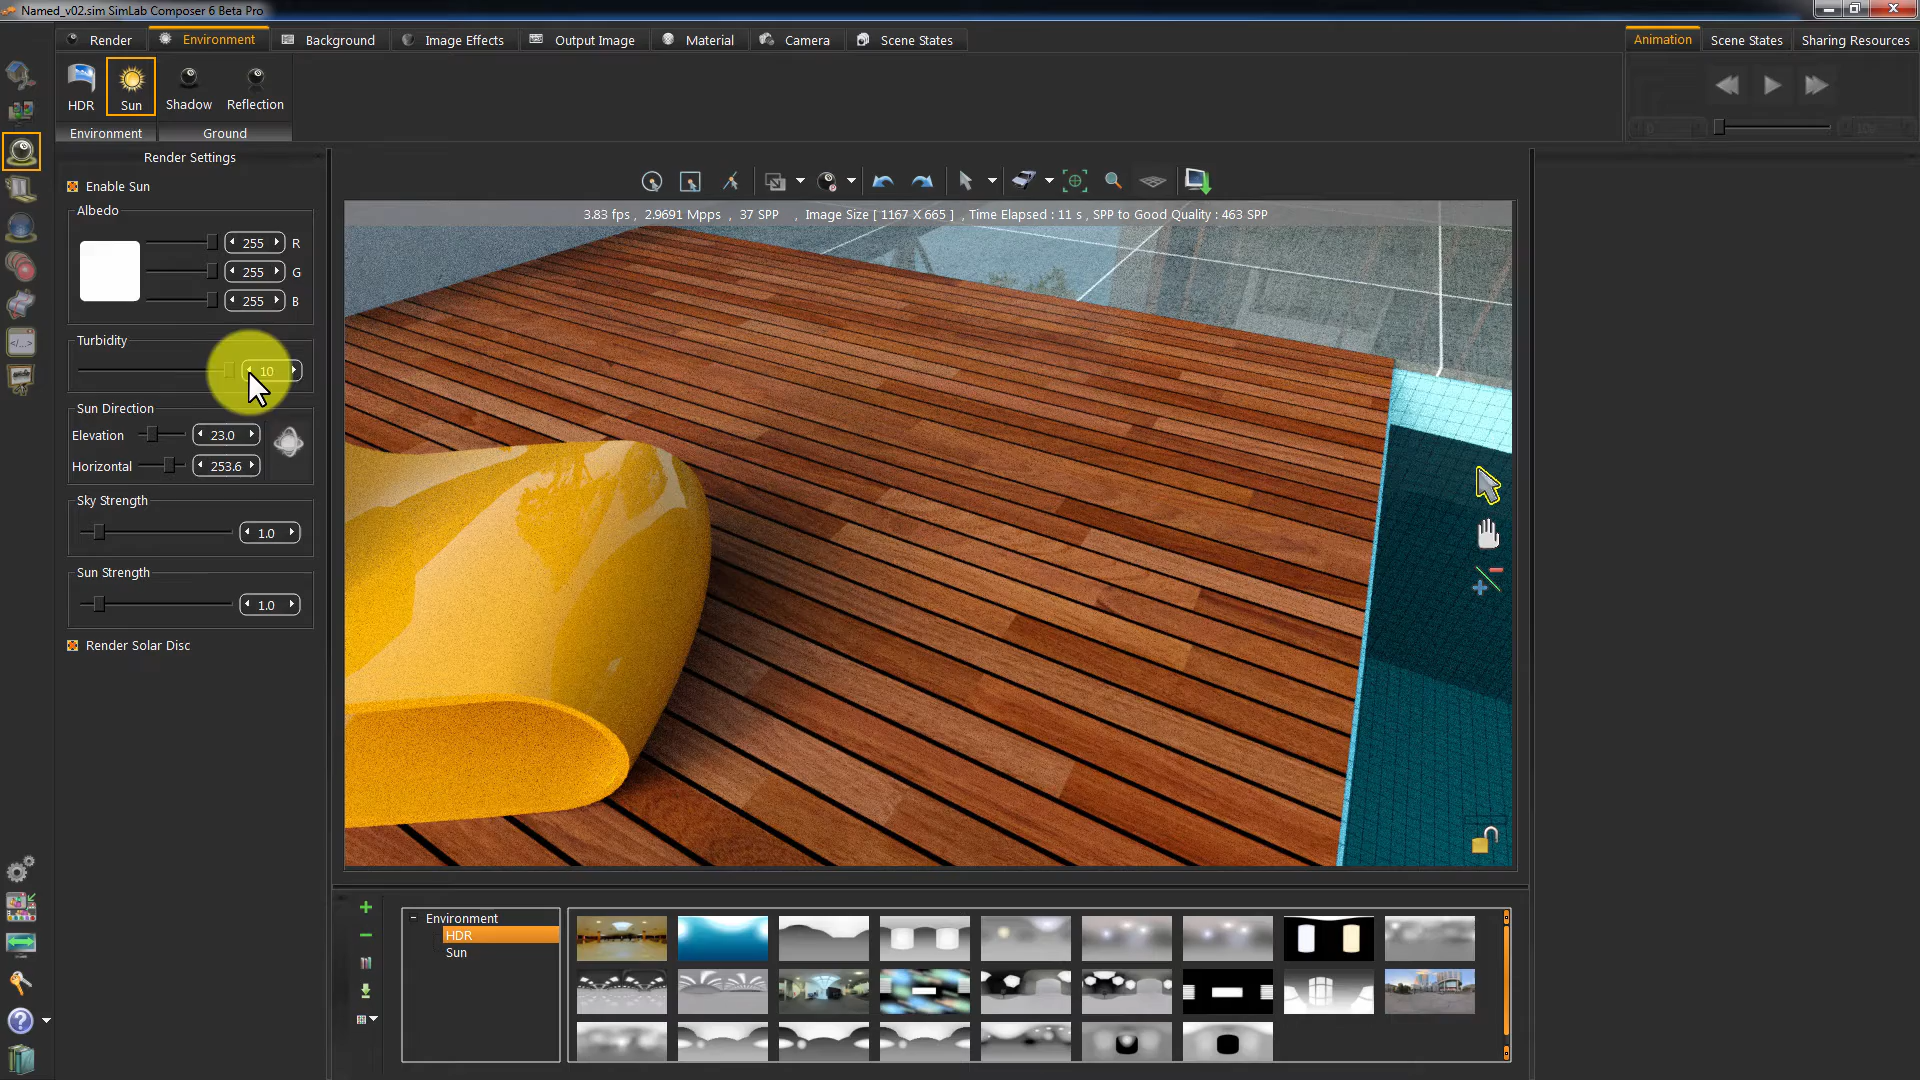 Named_v02.sim SimLab Composer 6 Beta Pro
Render Environment Background Image Effects Output Image Material Camera Scene States
Animation Scene States Sharing Resources
HDR Sun Shadow Reflection
Environment Ground
Render Settings
Enable Sun
Albedo
255 R
255 G
255 B
Turbidity
10
Sun Direction
Elevation 23.0
Horizontal 253.6
Sky Strength
1.0
Sun Strength
1.0
Render Solar Disc
3.83 fps , 2.9691 Mpps , 37 SPP , Image Size [ 1167 X 665 ] , Time Elapsed : 11 s , SPP to Good Quality : 463 SPP
Environment
HDR
Sun